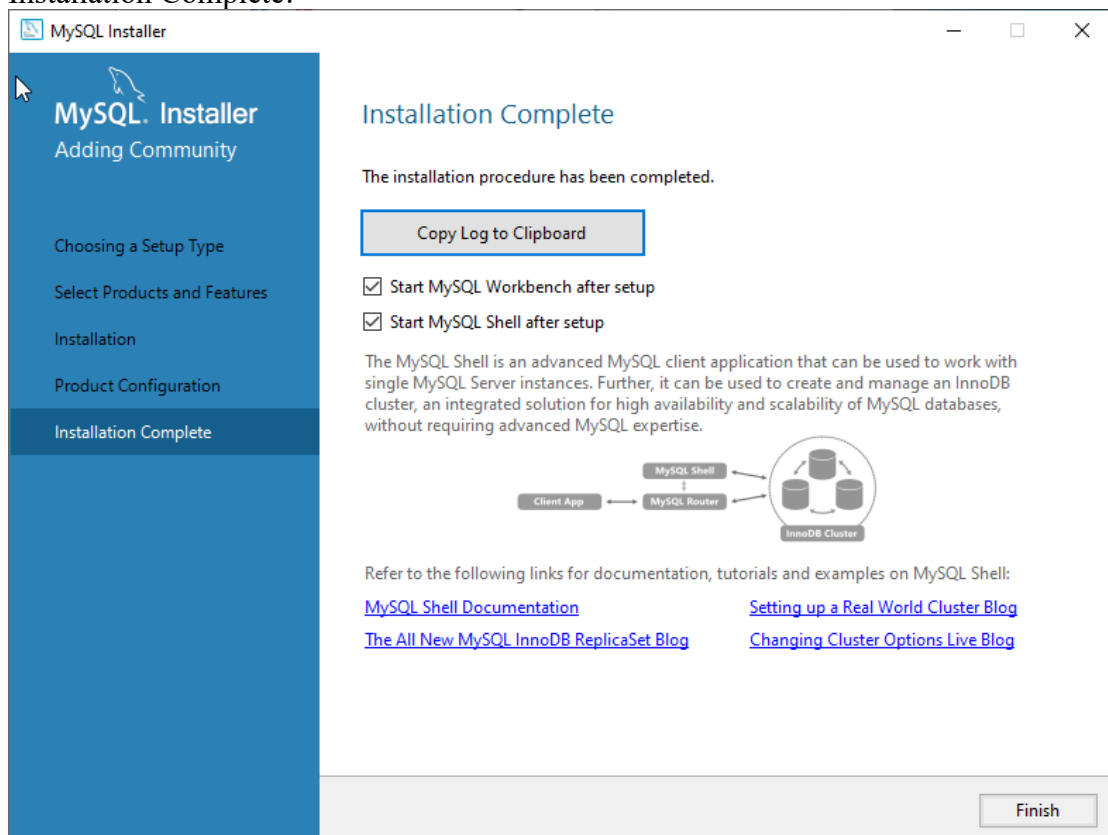 Installation Complete:
MySQL Installer
MySQL. Installer
Adding Community
Choosing a Setup Type
Select Products and Features
Installation
Product Configuration
Installation Complete
Installation Complete
The installation procedure has been completed.
Copy Log to Clipboard
Start MySQL Workbench after setup
Start MySQL Shell after setup
The MySQL Shell is an advanced MySQL client application that can be used to work with
single MySQL Server instances. Further, it can be used to create and manage an InnoDB
cluster, an integrated solution for high availability and scalability of MySQL databases,
without requiring advanced MySQL expertise.
MySQL Shell
Client App
MySQL Router
InnoDB Cluster
Refer to the following links for documentation, tutorials and examples on MySQL Shell:
MySQL Shell Documentation
Setting up a Real World Cluster Blog
The All New MySQL InnoDB ReplicaSet Blog
Changing Cluster Options Live Blog
Finish